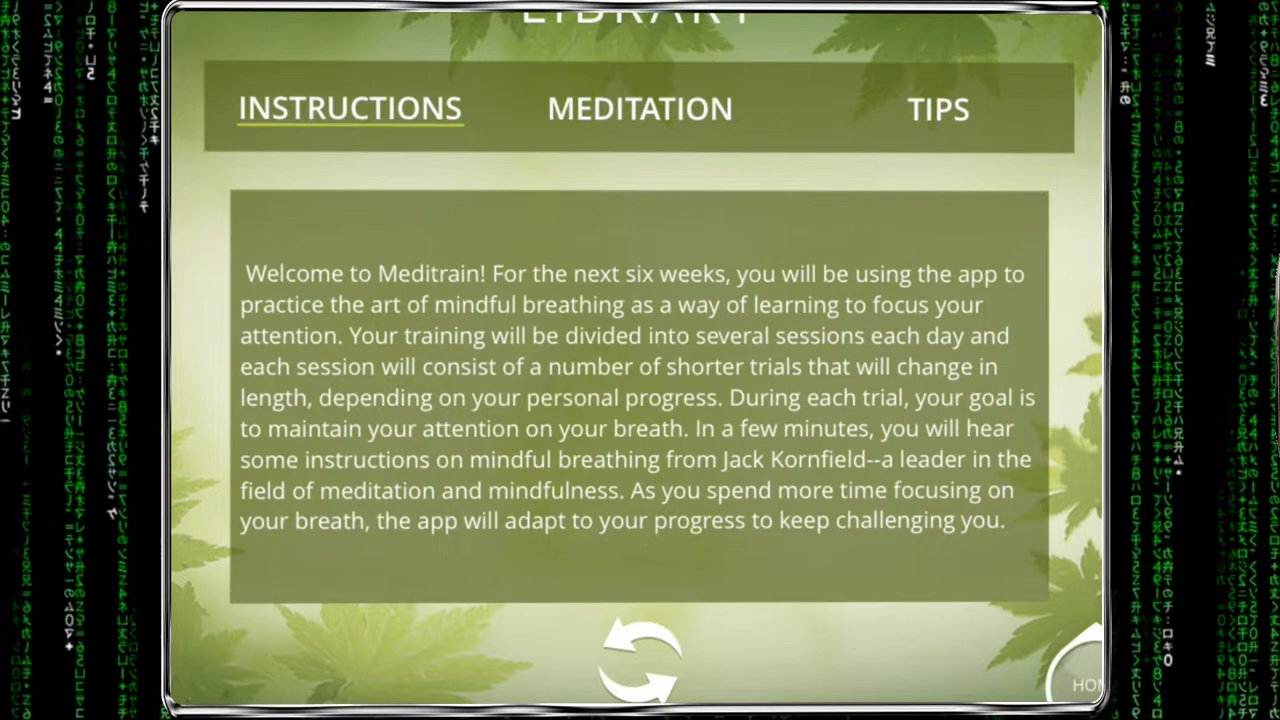 LIBRARY
INSTRUCTIONS MEDITATION TIPS
Welcome to Meditrain! For the next six weeks, you will be using the app to
practice the art of mindful breathing as a way of learning to focus your
attention. Your training will be divided into several sessions each day and
each session will consist of a number of shorter trials that will change in
length, depending on your personal progress. During each trial, your goal is
to maintain your attention on your breath. In a few minutes, you will hear
some instructions on mindful breathing from Jack Kornfield--a leader in the
field of meditation and mindfulness. As you spend more time focusing on
your breath, the app will adapt to your progress to keep challenging you.